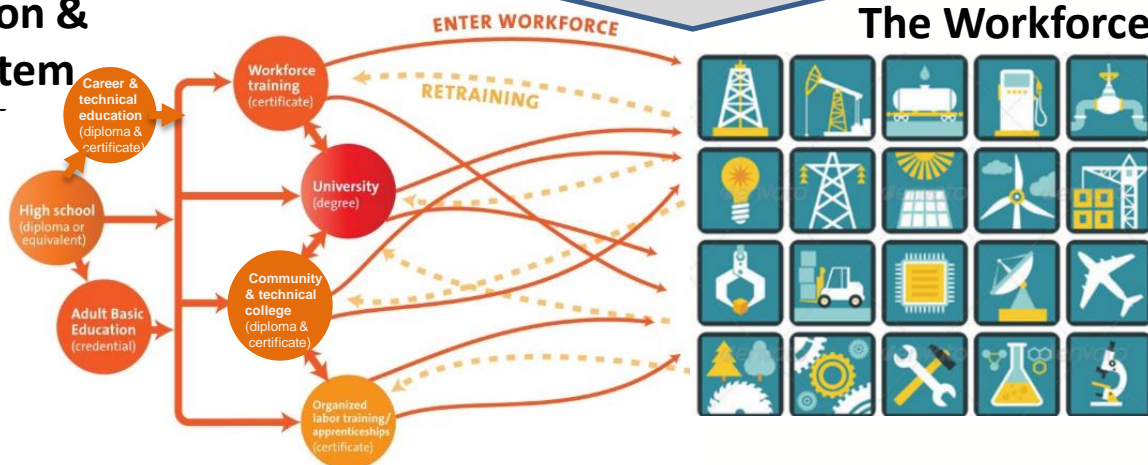 on &
stem
The Workforce
ENTER WORKFORCE
RETRAINING
Career &
technical
education
(diploma &
certificate)
Workforce
training
(certificate)
High school
(diploma or
equivalent)
University
(degree)
Community
& technical
college
(diploma &
certificate)
Adult Basic
Education
(credential)
Organized
labor training/
apprenticeships
(certificate)